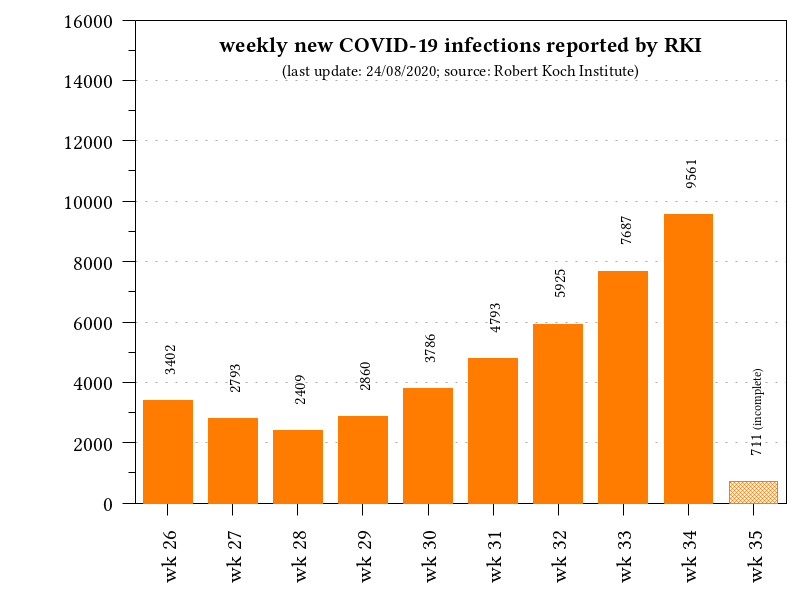 weekly new COVID-19 infections reported by RKI
(last update: 24/08/2020; source: Robert Koch Institute)
16000
14000
12000
10000
8000
6000
4000
2000
0
3402
2793
2409
2860
3786
4793
5925
7687
9561
711 (incomplete)
wk 26
wk 27
wk 28
wk 29
wk 30
wk 31
wk 32
wk 33
wk 34
wk 35